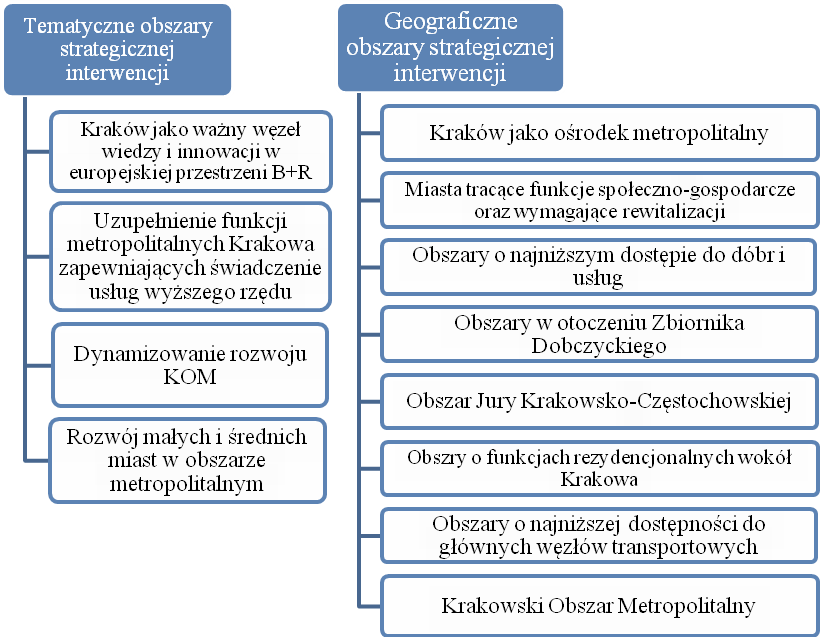 Tematyczne obszary
strategicznej
interwencji
Kraków jako ważny węzeł
wiedzy i innowacji w
europejskiej przestrzeni B+R
Uzupełnienie funkcji
metropolitalnych Krakowa
zapewniających świadczenie
usług wyższego rzędu
Dynamizowanie rozwoju
KOM
Rozwój małych i średnich
miast w obszarze
metropolitalnym
Geograficzne
obszary strategicznej
interwencji
Kraków jako ośrodek metropolitalny
Miasta tracące funkcje społeczno-gospodarcze
oraz wymagające rewitalizacji
Obszary o najniższym dostępie do dóbr i
usług
Obszary w otoczeniu Zbiornika
Dobczyckiego
Obszar Jury Krakowsko-Częstochowskiej
Obszry o funkcjach rezydencjonalnych wokół
Krakowa
Obszary o najniższej dostępności do
głównych węzłów transportowych
Krakowski Obszar Metropolitalny